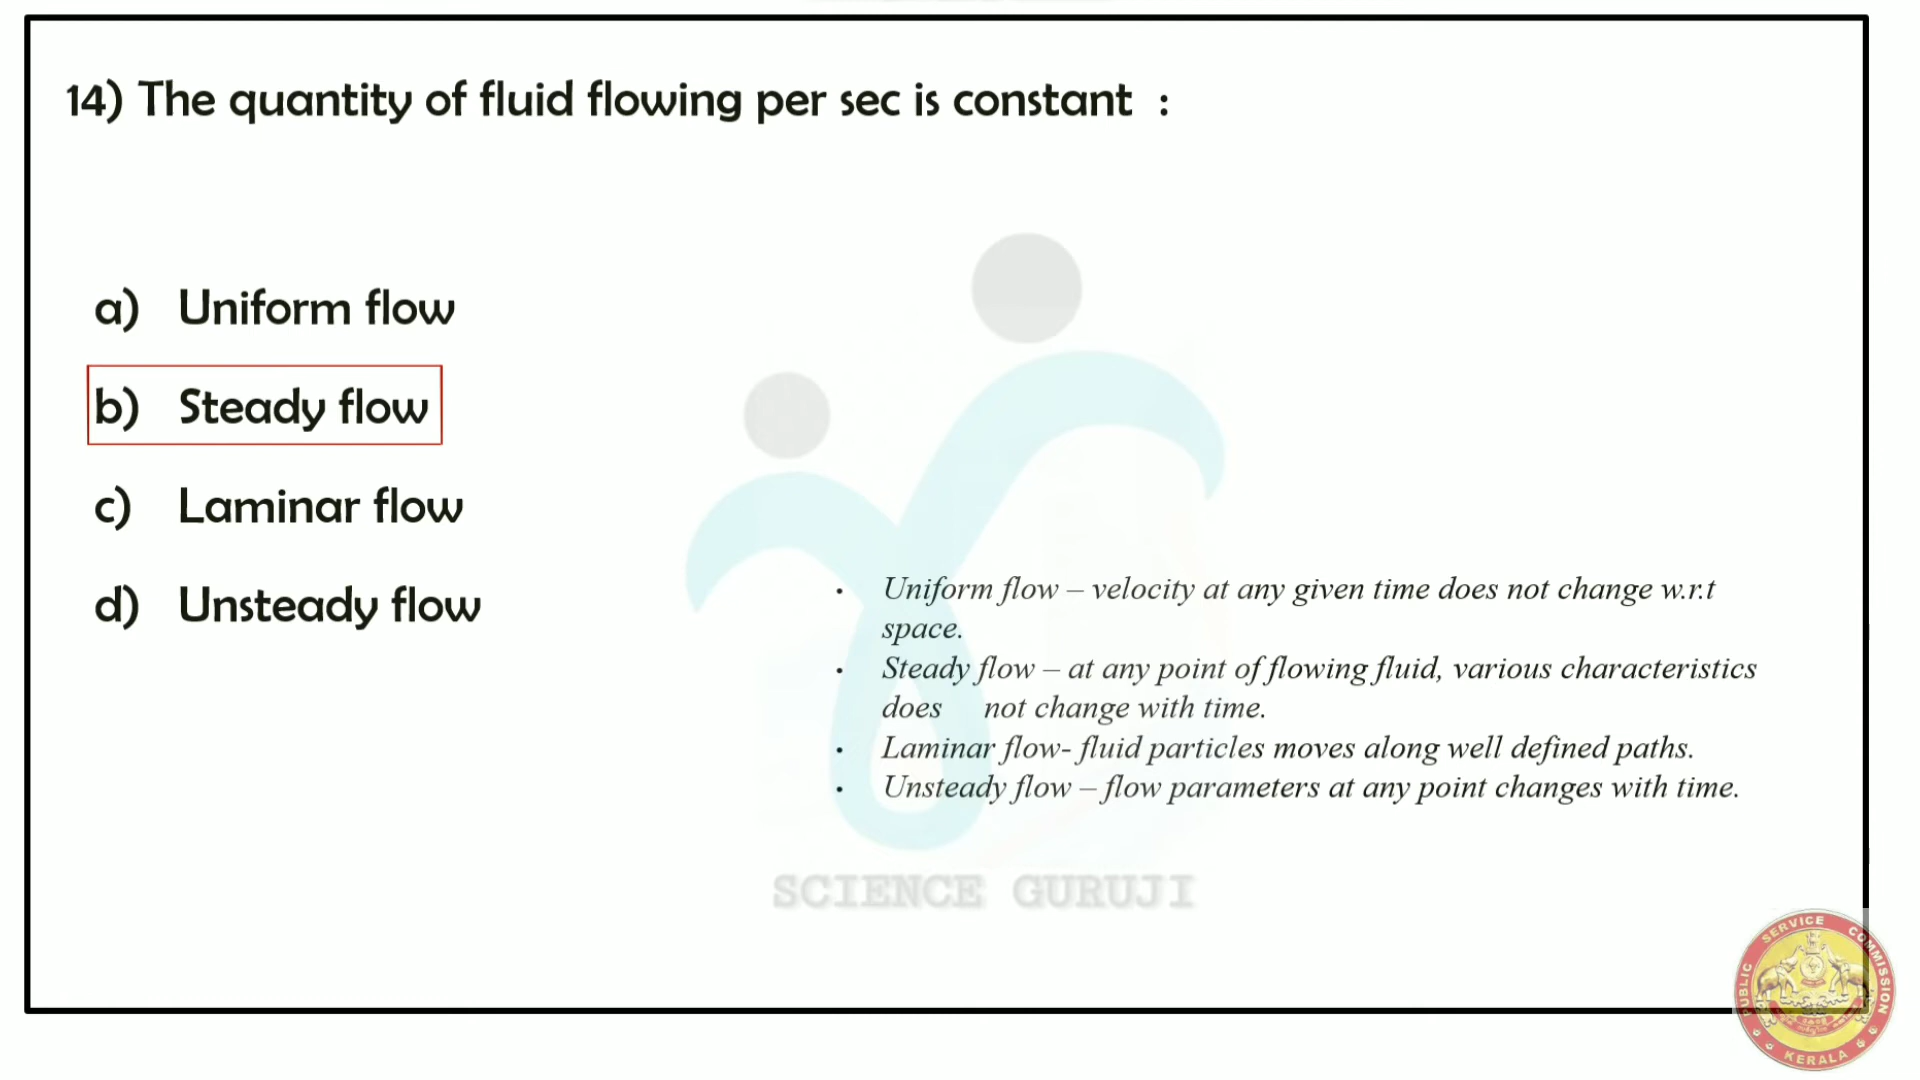 14) The quantity of fluid flowing per sec is constant :
a) Uniform flow
b) Steady flow
c) Laminar flow
d) Unsteady flow
• Uniform flow – velocity at any given time does not change w.r.t
space.
• Steady flow – at any point of flowing fluid, various characteristics
does not change with time.
• Laminar flow- fluid particles moves along well defined paths.
• Unsteady flow – flow parameters at any point changes with time.
SCIENCE GURUJI
PUBLIC SERVICE COMMISSION
KERALA